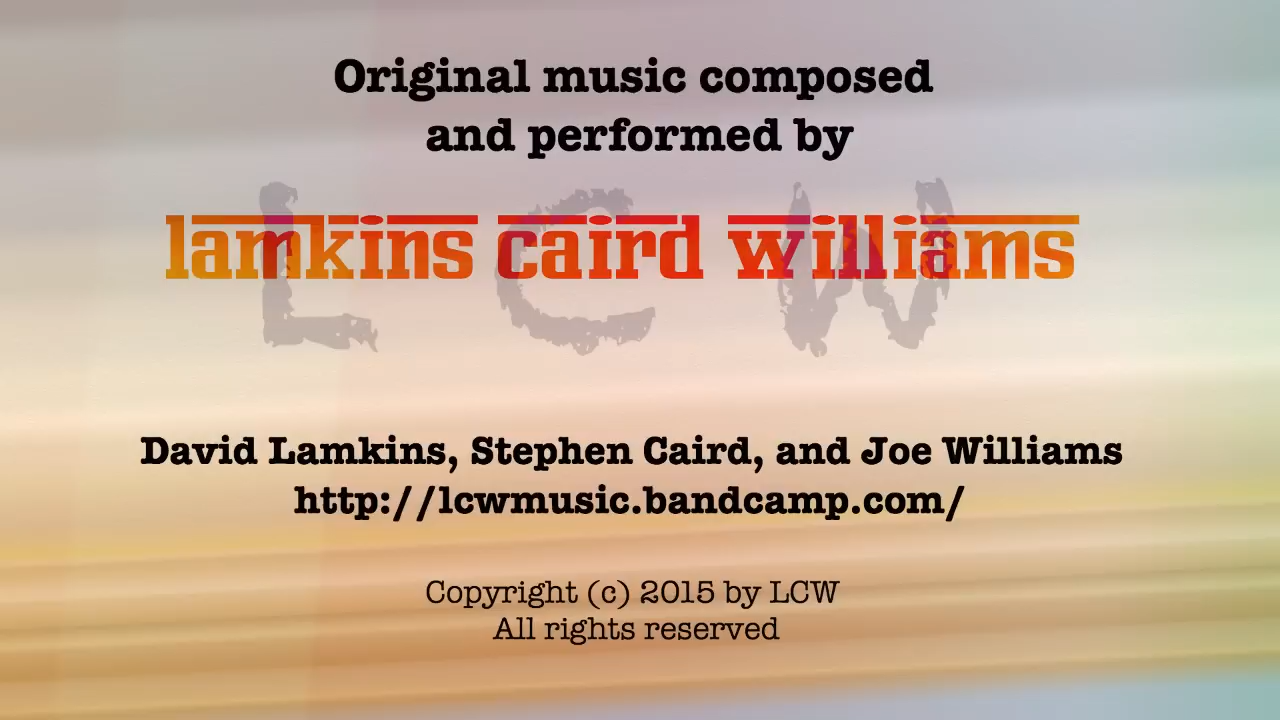 Original music composed
and performed by
LCW
lamkins caird williams
David Lamkins, Stephen Caird, and Joe Williams
http://lcwmusic.bandcamp.com/
Copyright (c) 2015 by LCW
All rights reserved